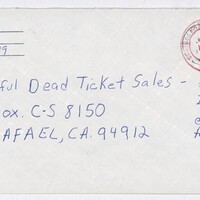 ful Dead Ticket Sales -
ox. C-S 8150
AFAEL, CA. 94912